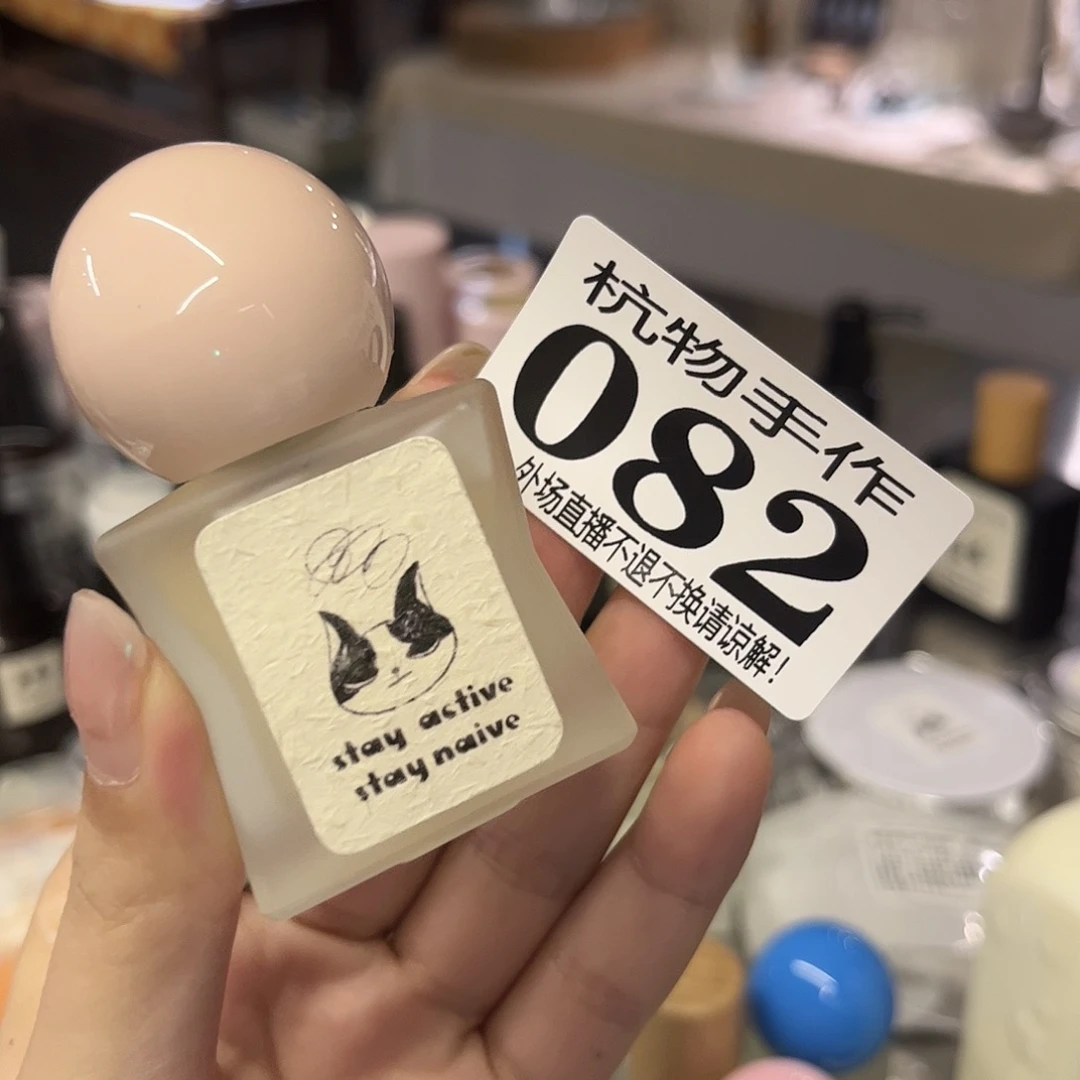 stay active
stay naive
杭物手作
082
外场直播不退不换请谅解!